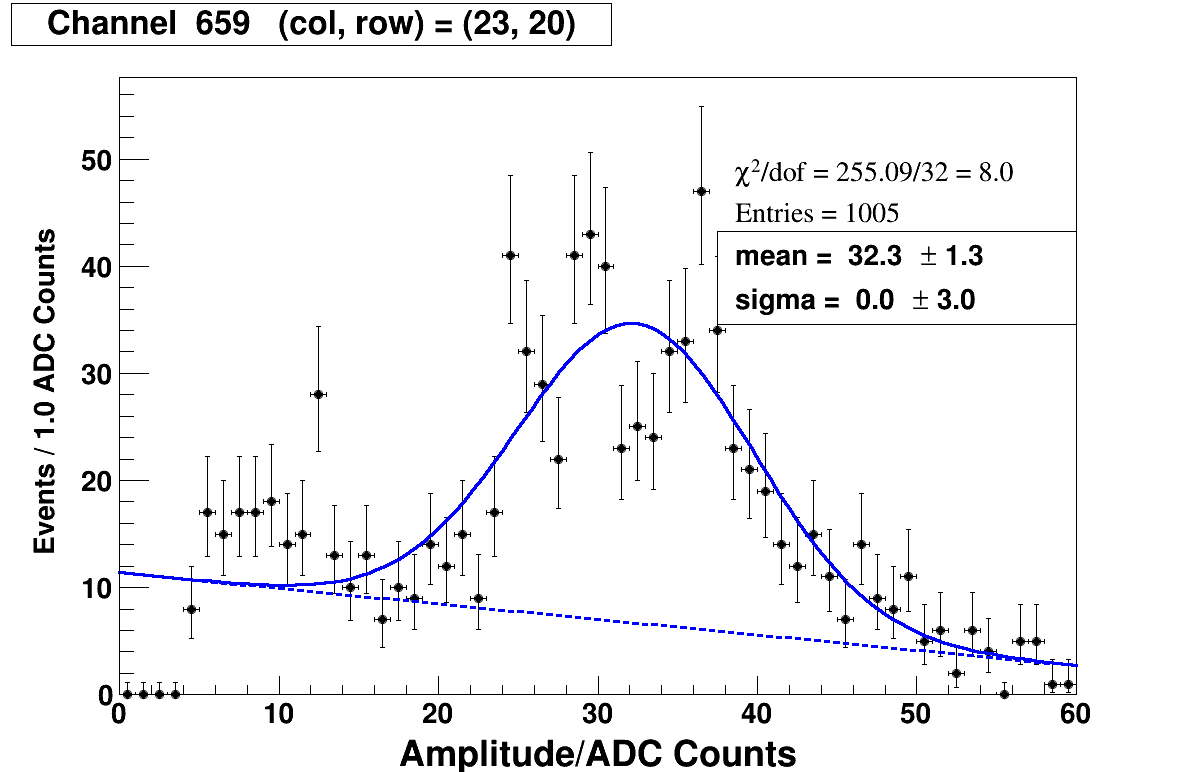 Channel 659 (col, row) = (23, 20)
χ²/dof = 255.09/32 = 8.0
Entries = 1005
mean = 32.3 ± 1.3
sigma = 0.0 ± 3.0
Events / 1.0 ADC Counts
50
40
30
20
10
0
0 10 20 30 40 50 60
Amplitude/ADC Counts